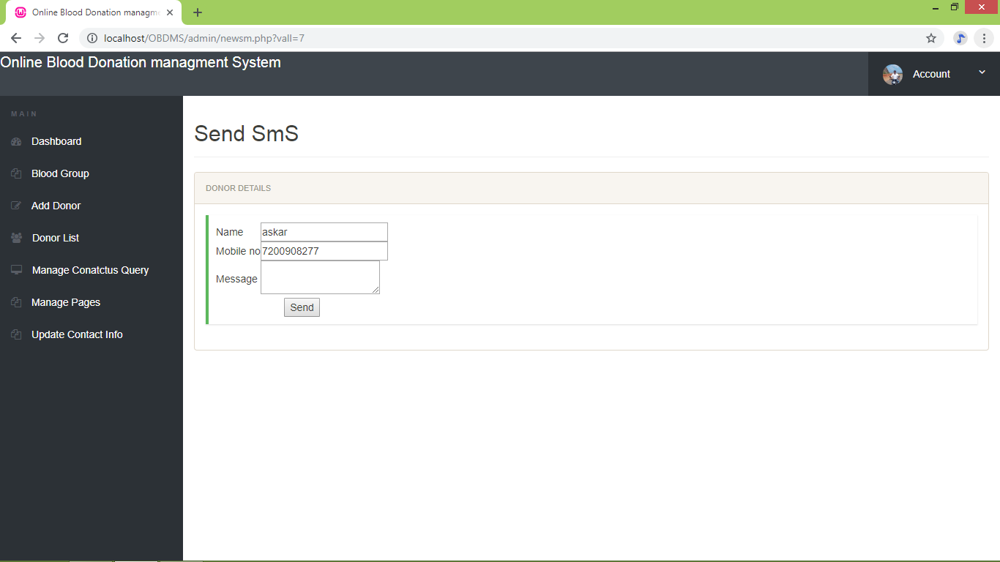 Online Blood Donation managm
localhost/OBDMS/admin/newsm.php?vall=7
Online Blood Donation managment System
Account
MAIN
Dashboard
Blood Group
Add Donor
Donor List
Manage Conatctus Query
Manage Pages
Update Contact Info
Send SmS
DONOR DETAILS
Name askar
Mobile no 7200908277
Message
Send